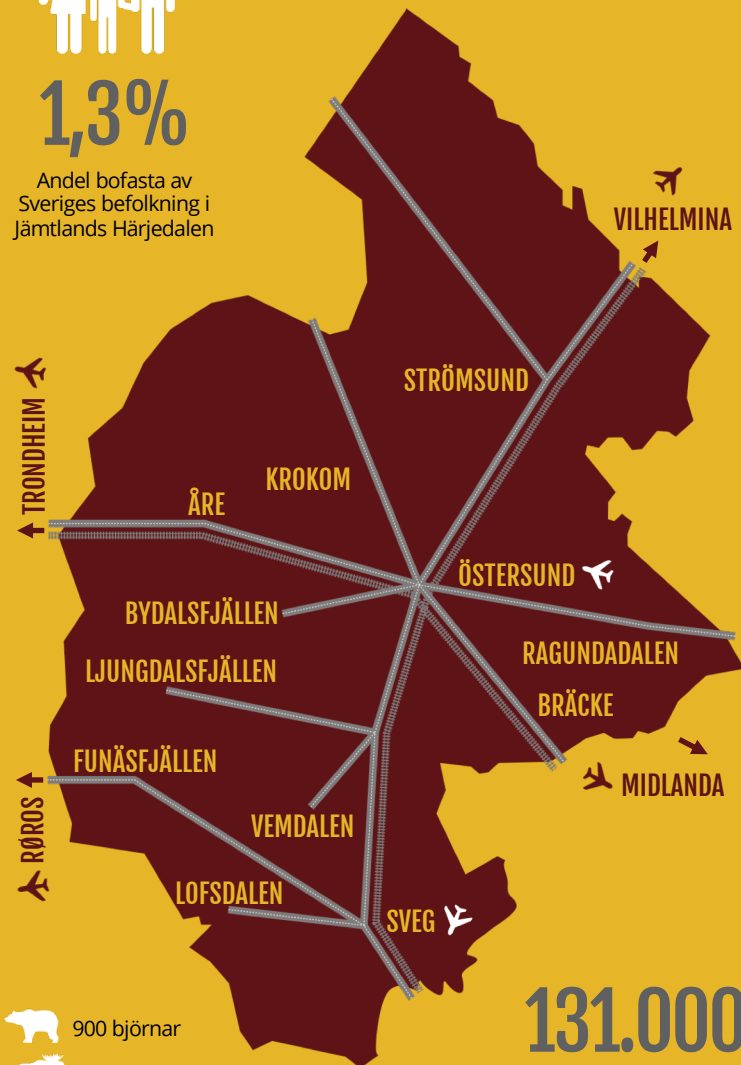 1,3%
Andel bofasta av
Sveriges befolkning i
Jämtlands Härjedalen
VILHELMINA
STRÖMSUND
TRONDHEIM
KROKOM
ÅRE
ÖSTERSUND
BYDALSFJÄLLEN
RAGUNDADALEN
LJUNGDALSFJÄLLEN
BRÄCKE
FUNÄSFJÄLLEN
MIDLANDA
RØROS
VEMDALEN
LOFSDALEN
SVEG
900 björnar
131.000